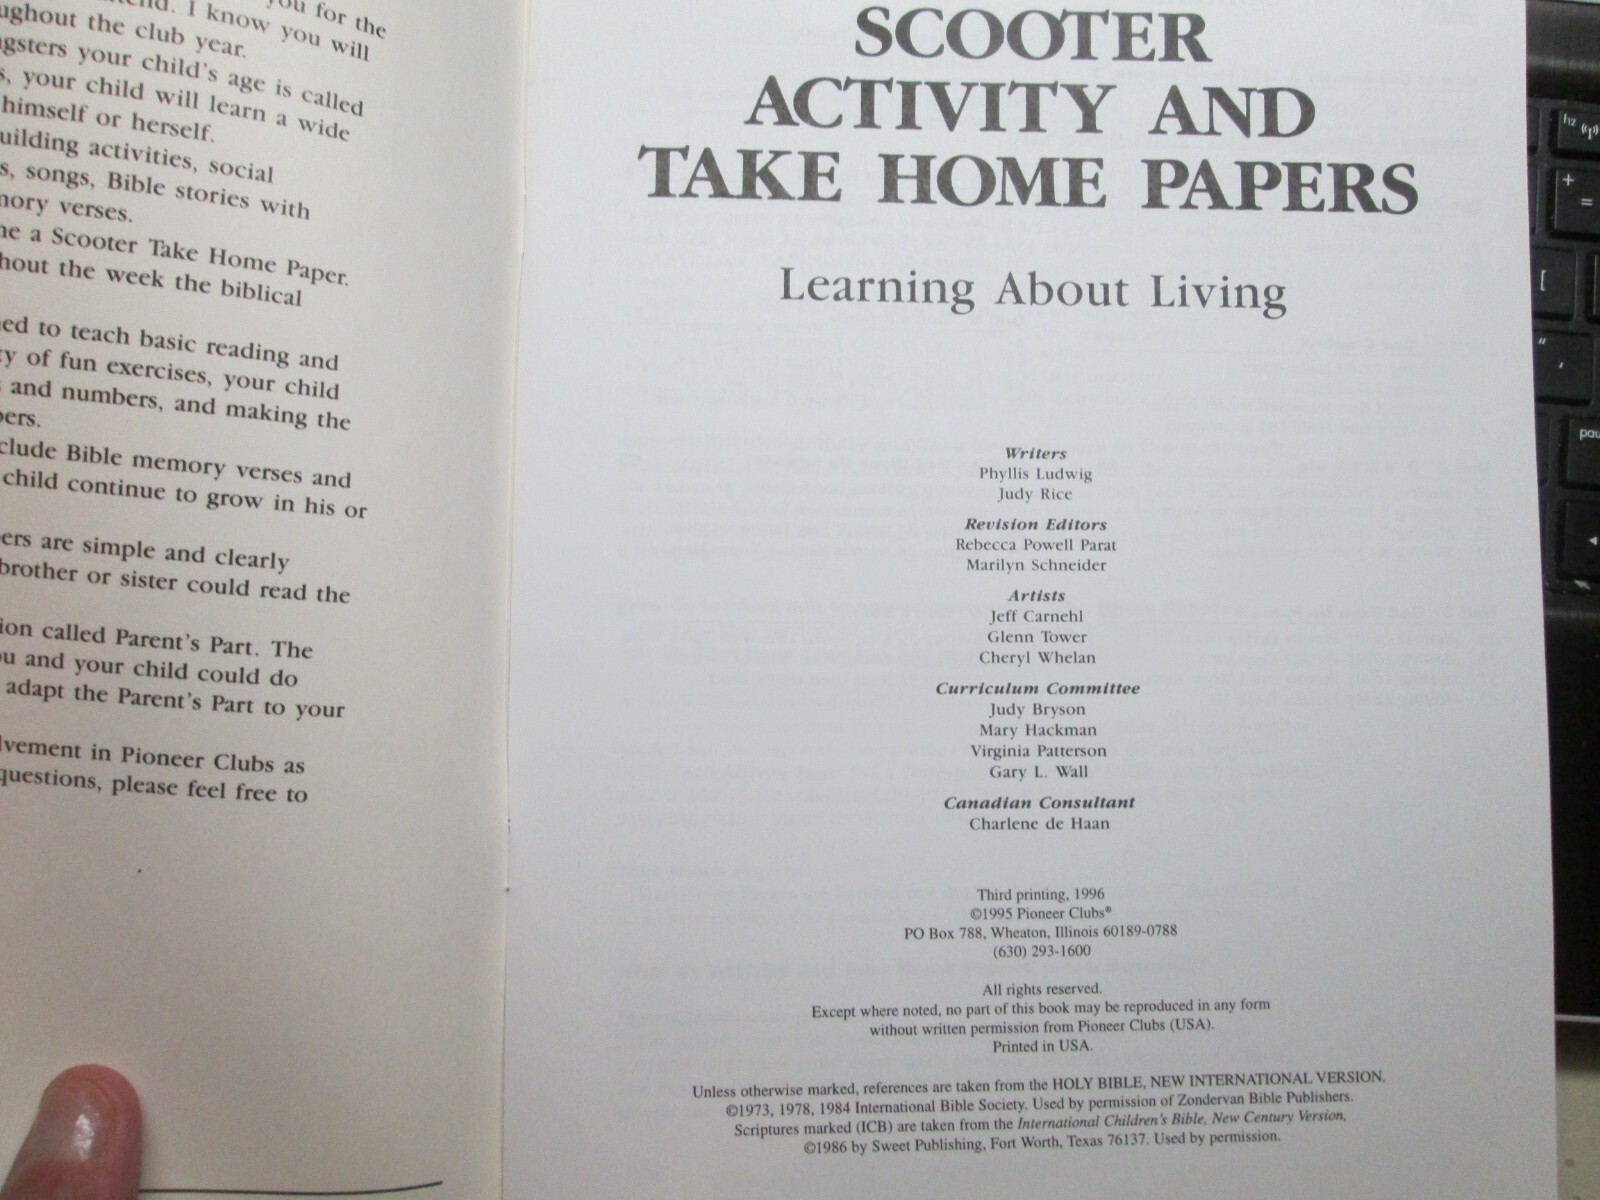 you for the
I know you will
ughout the club year.
gsters your child's age is called
s, your child will learn a wide
himself or herself.
uilding activities, social
s, songs, Bible stories with
mory verses.
me a Scooter Take Home Paper.
hout the week the biblical
ned to teach basic reading and
ty of fun exercises, your child
s and numbers, and making the
pers.
clude Bible memory verses and
child continue to grow in his or
ers are simple and clearly
brother or sister could read the
ion called Parent's Part. The
ou and your child could do
adapt the Parent's Part to your
lvement in Pioneer Clubs as
questions, please feel free to
SCOOTER
ACTIVITY AND
TAKE HOME PAPERS
Learning About Living
Writers
Phyllis Ludwig
Judy Rice
Revision Editors
Rebecca Powell Parat
Marilyn Schneider
Artists
Jeff Carnehl
Glenn Tower
Cheryl Whelan
Curriculum Committee
Judy Bryson
Mary Hackman
Virginia Patterson
Gary L. Wall
Canadian Consultant
Charlene de Haan
Third printing, 1996
©1995 Pioneer Clubs®
PO Box 788, Wheaton, Illinois 60189-0788
(630) 293-1600
All rights reserved.
Except where noted, no part of this book may be reproduced in any form
without written permission from Pioneer Clubs (USA).
Printed in USA.
Unless otherwise marked, references are taken from the HOLY BIBLE, NEW INTERNATIONAL VERSION.
©1973, 1978, 1984 International Bible Society. Used by permission of Zondervan Bible Publishers.
Scriptures marked (ICB) are taken from the International Children's Bible, New Century Version,
©1986 by Sweet Publishing, Fort Worth, Texas 76137. Used by permission.
f12
+
=
[
"
,
pau